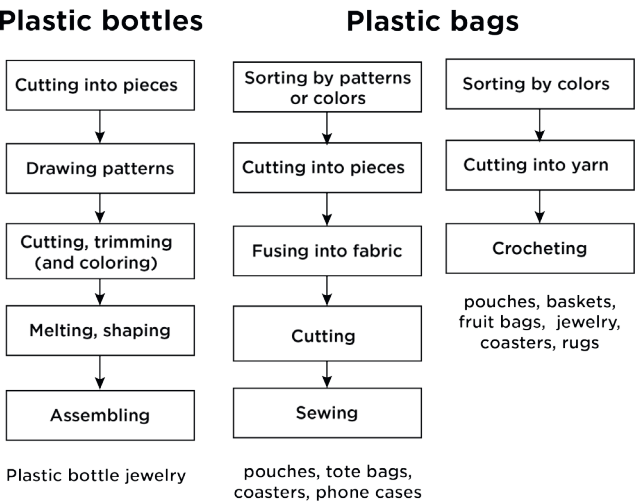 Plastic bottles
Cutting into pieces
Drawing patterns
Cutting, trimming
(and coloring)
Melting, shaping
Assembling
Plastic bottle jewelry
Plastic bags
Sorting by patterns
or colors
Cutting into pieces
Fusing into fabric
Cutting
Sewing
pouches, tote bags,
coasters, phone cases
Sorting by colors
Cutting into yarn
Crocheting
pouches, baskets,
fruit bags, jewelry,
coasters, rugs